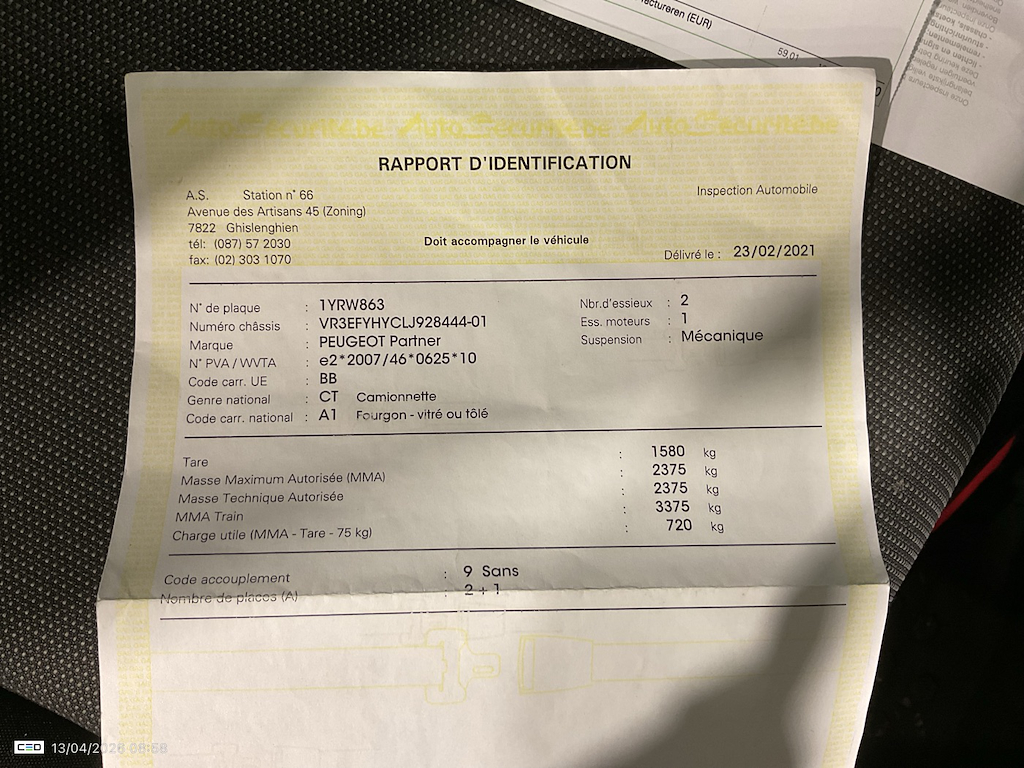 ctureren (EUR)
59,01
Onze inspecteurs
AutoSecurite.be AutoSecurite.be AutoSecurite.be
RAPPORT D'IDENTIFICATION
A.S. Station n° 66
Inspection Automobile
Avenue des Artisans 45 (Zoning)
7822 Ghislenghien
tél: (087) 57 2030
fax: (02) 303 1070
Doit accompagner le véhicule
Délivré le : 23/02/2021
N° de plaque : 1YRW863
Numéro châssis : VR3EFYHYCLJ928444-01
Marque : PEUGEOT Partner
N° PVA / WVTA : e2*2007/46*0625*10
Code carr. UE : BB
Genre national : CT Camionnette
Code carr. national : A1 Fourgon - vitré ou tôlé
Nbr.d'essieux : 2
Ess. moteurs : 1
Suspension : Mécanique
Tare : 1580 kg
Masse Maximum Autorisée (MMA) : 2375 kg
Masse Technique Autorisée : 2375 kg
MMA Train : 3375 kg
Charge utile (MMA - Tare - 75 kg) : 720 kg
Code accouplement : 9 Sans
Nombre de places (A) : 2 + 1
CEO 13/04/2026